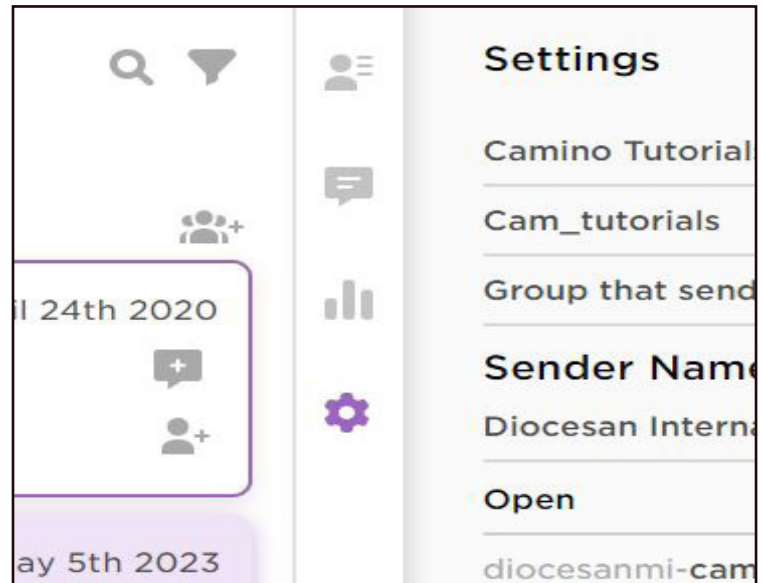 Settings
Camino Tutorials
Cam_tutorials
Group that send
il 24th 2020
Sender Name
Diocesan Interna
Open
ay 5th 2023
diocesanmi-cam